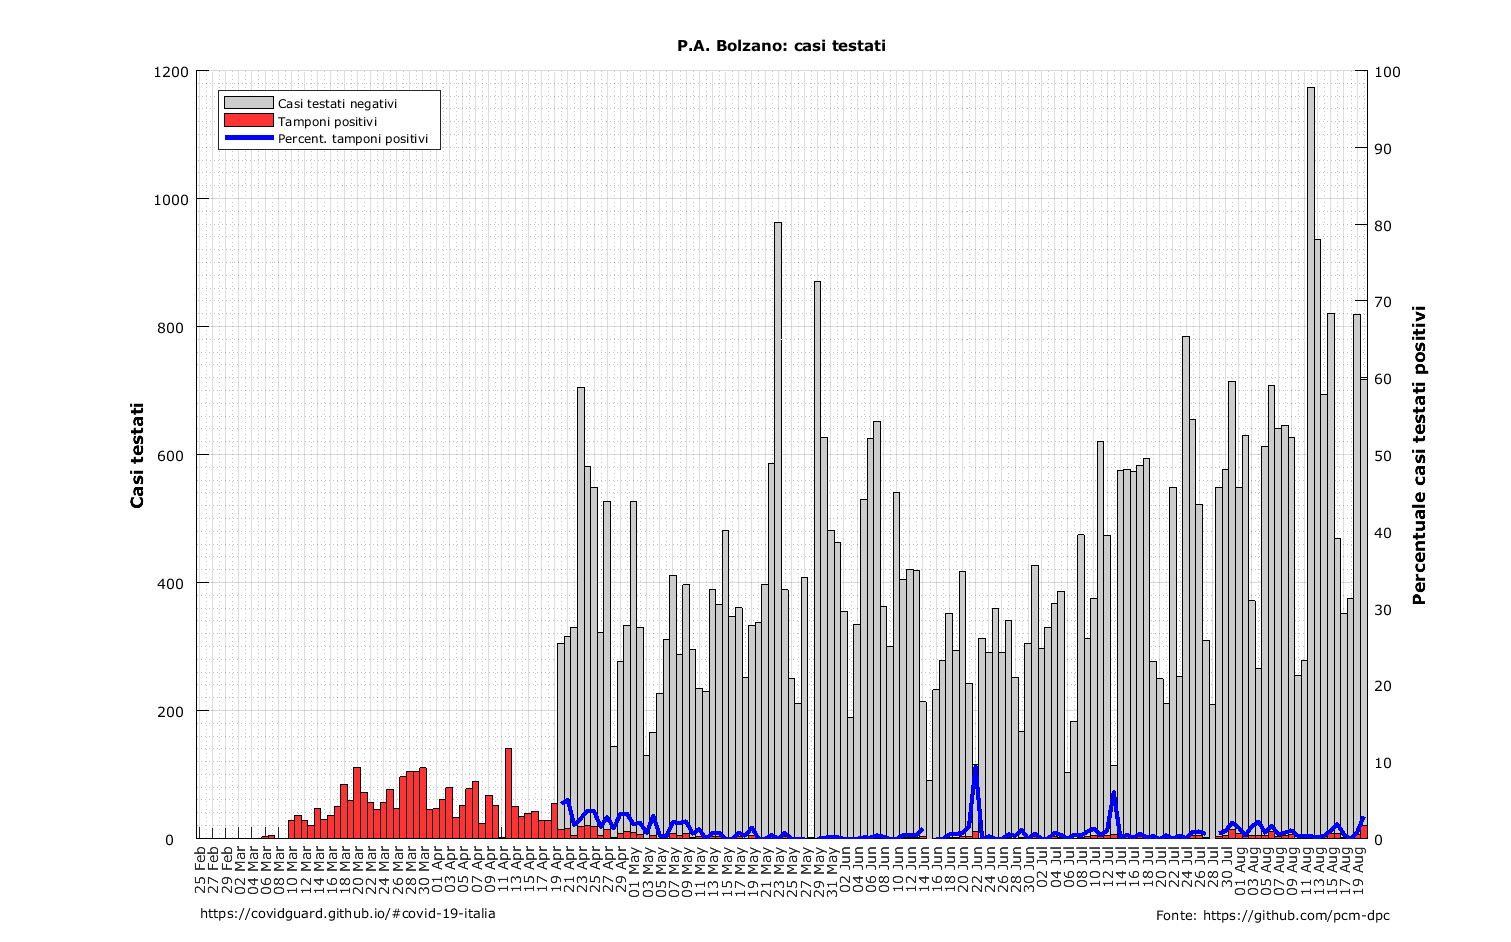 P.A. Bolzano: casi testati
Casi testati negativi
Tamponi positivi
Percent. tamponi positivi
Casi testati
1200
1000
800
600
400
200
0
100
90
80
70
60
50
40
30
20
10
0
Percentuale casi testati positivi
25 Feb
27 Feb
29 Feb
02 Mar
04 Mar
06 Mar
08 Mar
10 Mar
12 Mar
14 Mar
16 Mar
18 Mar
20 Mar
22 Mar
24 Mar
26 Mar
28 Mar
30 Mar
01 Apr
03 Apr
05 Apr
07 Apr
09 Apr
11 Apr
13 Apr
15 Apr
17 Apr
19 Apr
21 Apr
23 Apr
25 Apr
27 Apr
29 Apr
01 May
03 May
05 May
07 May
09 May
11 May
13 May
15 May
17 May
19 May
21 May
23 May
25 May
27 May
29 May
31 May
02 Jun
04 Jun
06 Jun
08 Jun
10 Jun
12 Jun
14 Jun
16 Jun
18 Jun
20 Jun
22 Jun
24 Jun
26 Jun
28 Jun
30 Jun
02 Jul
04 Jul
06 Jul
08 Jul
10 Jul
12 Jul
14 Jul
16 Jul
18 Jul
20 Jul
22 Jul
24 Jul
26 Jul
28 Jul
30 Jul
01 Aug
03 Aug
05 Aug
07 Aug
09 Aug
11 Aug
13 Aug
15 Aug
17 Aug
19 Aug
https://covidguard.github.io/#covid-19-italia
Fonte: https://github.com/pcm-dpc